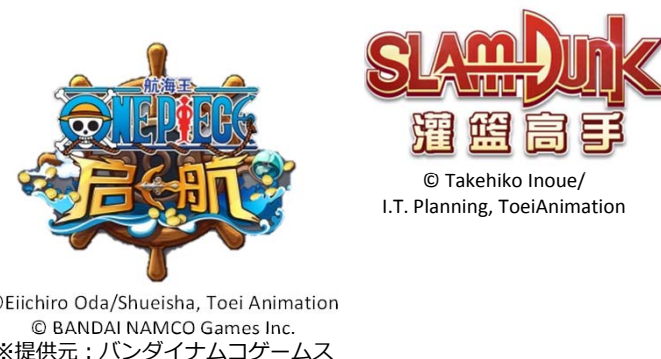 航海王
ONE PIECE
启航
©Eiichiro Oda/Shueisha, Toei Animation
© BANDAI NAMCO Games Inc.
※提供元：バンダイナムコゲームス
SLAM DUNK
灌篮高手
© Takehiko Inoue/
I.T. Planning, ToeiAnimation